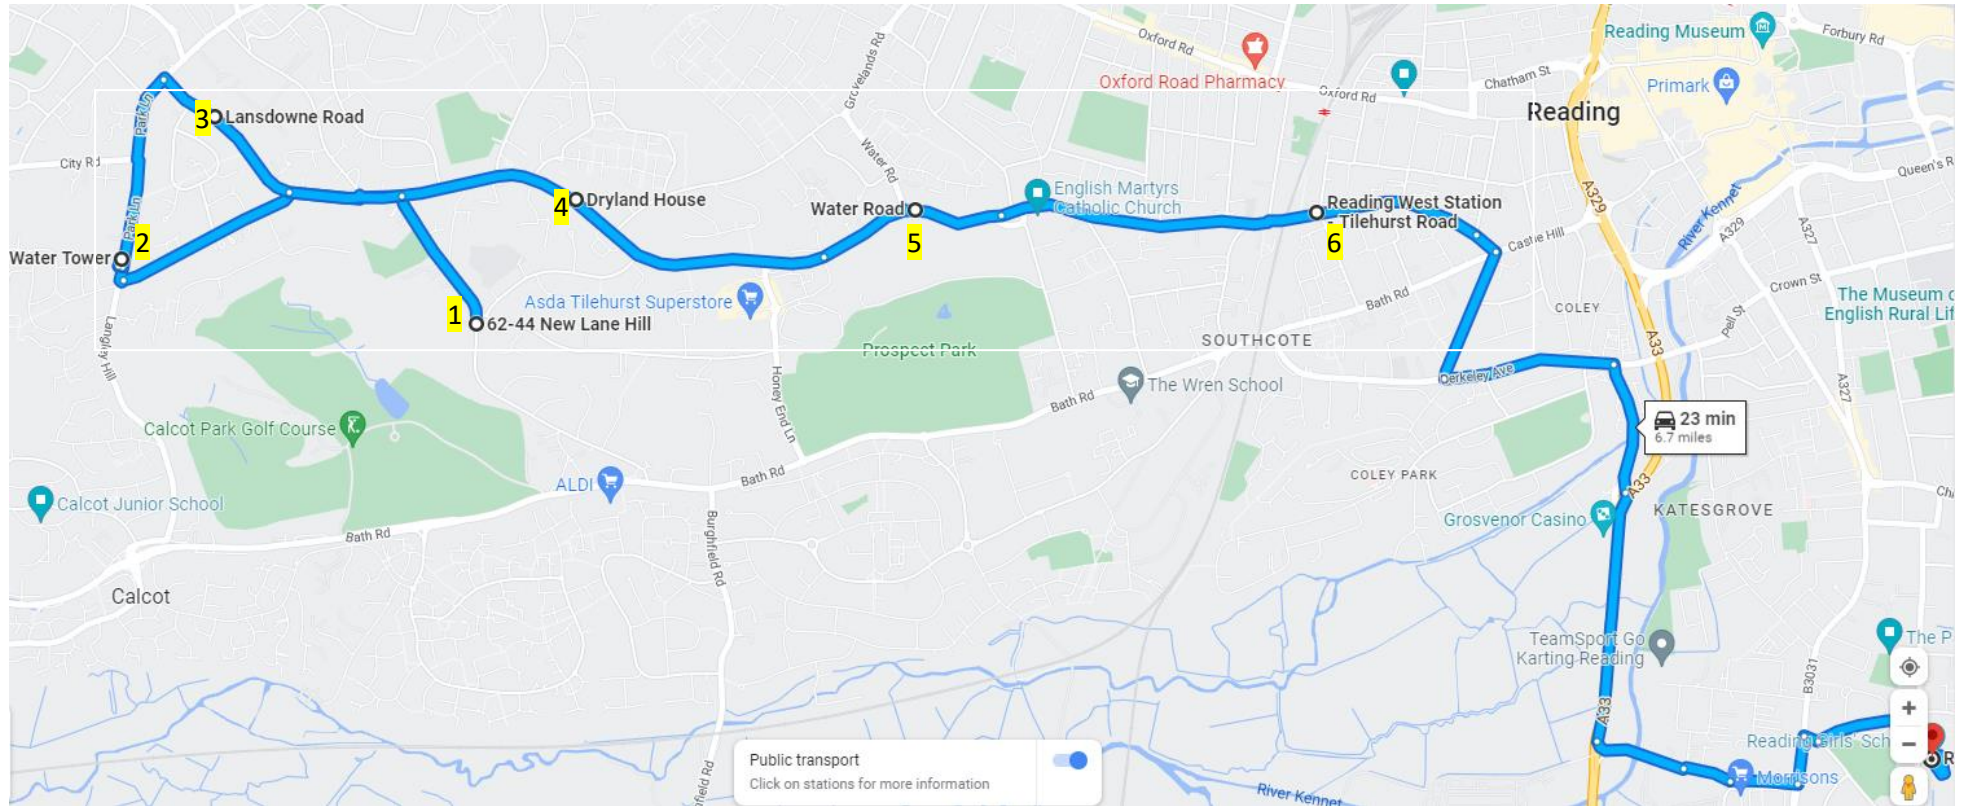 Oxford Rd
Reading Museum
Forbury Rd
Grovelands Rd
Oxford Road Pharmacy
Chatham St
Primark
Oxford Rd
Reading
3
Lansdowne Road
Park Ln
City Rd
Water Rd
Queen's R
English Martyrs
Catholic Church
A329
River Kennet
A329
A327
Park Ln
4
Dryland House
Water Road
5
Reading West Station
- Tilehurst Road
6
Castle Hill
2
Water Tower
Bath Rd
Crown St
The Museum o
English Rural Lif
Asda Tilehurst Superstore
1
62-44 New Lane Hill
COLEY
Pell St
Langley Hill
SOUTHCOTE
Prospect Park
A33
Berkeley Ave
The Wren School
Honey End Ln
Bath Rd
A327
23 min
6.7 miles
Calcot Park Golf Course
Bath Rd
COLEY PARK
ALDI
A33
Calcot Junior School
KATESGROVE
Grosvenor Casino
Bath Rd
Burghfield Rd
Calcot
TeamSport Go
Karting Reading
The P
B3031
A33
Reading Girls' Sch
Public transport
Click on stations for more information
field Rd
Morrisons
River Kennet
R